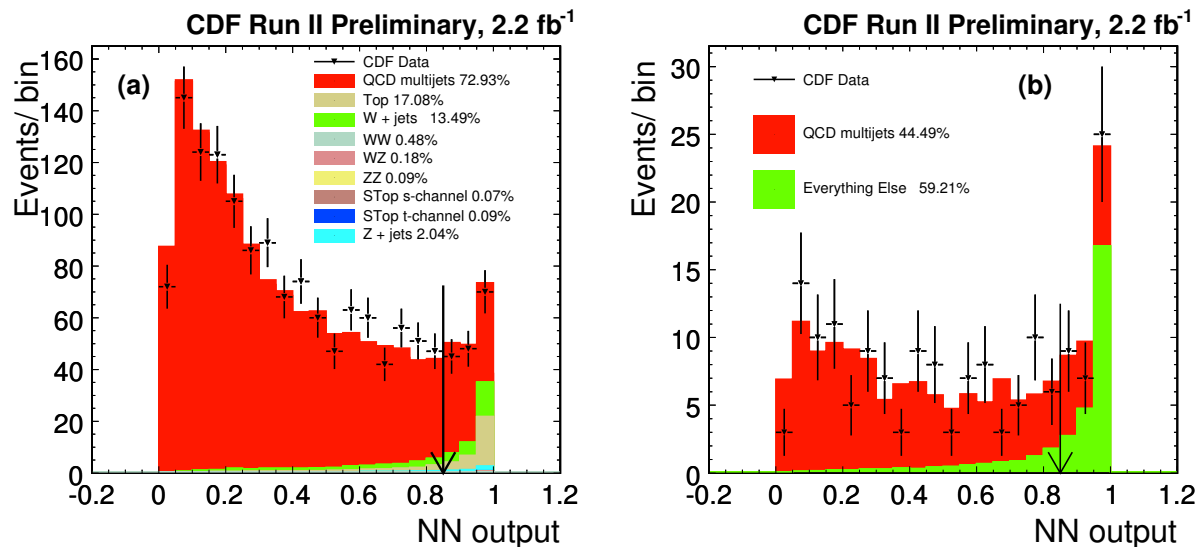 CDF Run II Preliminary, 2.2 fb-1
Events/ bin
160
140
120
100
80
60
40
20
0
(a)
CDF Data
QCD multijets 72.93%
Top 17.08%
W + jets 13.49%
WW 0.48%
WZ 0.18%
ZZ 0.09%
STop s-channel 0.07%
STop t-channel 0.09%
Z + jets 2.04%
-0.2 0 0.2 0.4 0.6 0.8 1 1.2
NN output
CDF Run II Preliminary, 2.2 fb-1
Events/ bin
30
25
20
15
10
5
0
CDF Data
(b)
QCD multijets 44.49%
Everything Else 59.21%
-0.2 0 0.2 0.4 0.6 0.8 1 1.2
NN output